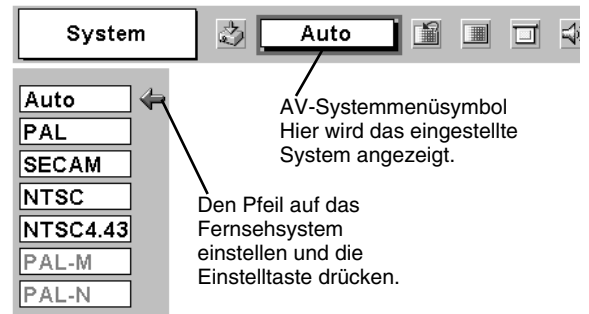 System
Auto
Auto
PAL
SECAM
NTSC
NTSC4.43
PAL-M
PAL-N
AV-Systemmenüsymbol
Hier wird das eingestellte
System angezeigt.
Den Pfeil auf das
Fernsehsystem
einstellen und die
Einstelltaste drücken.